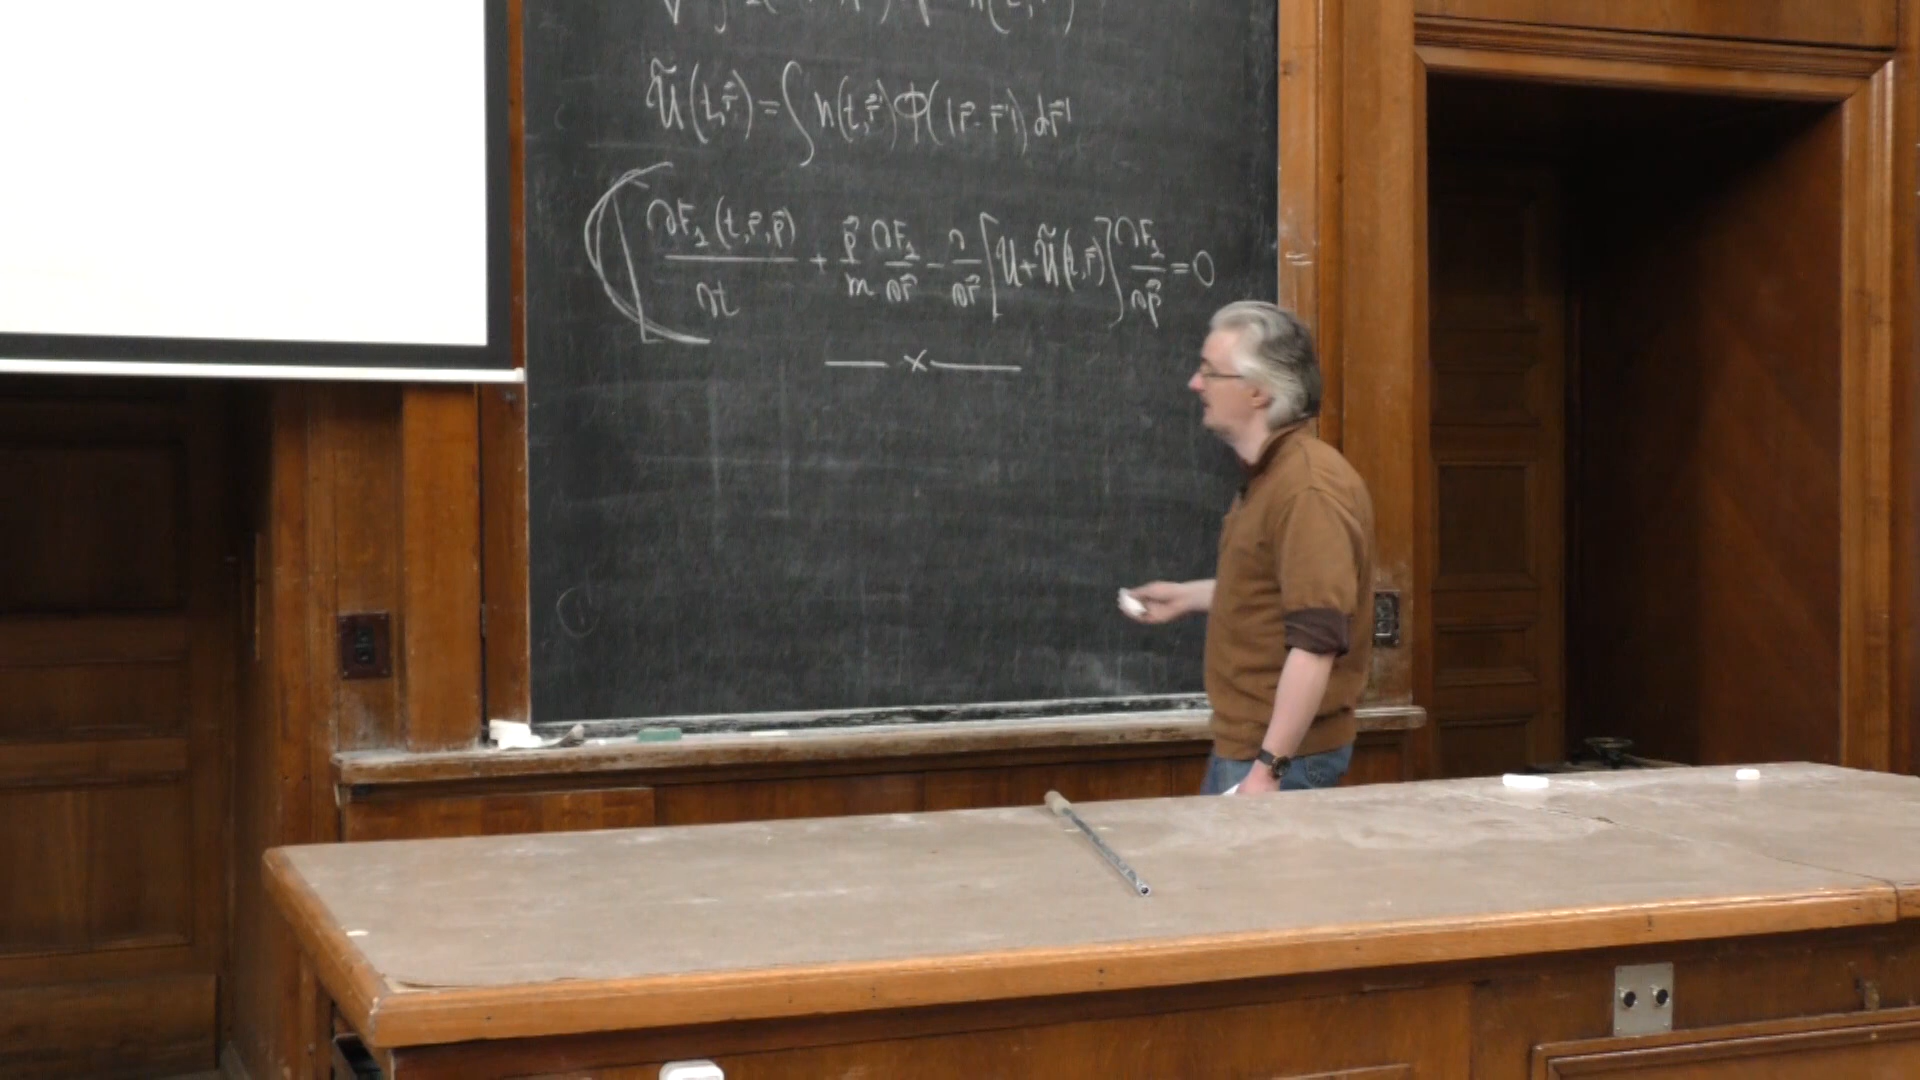 Ũ(t,r⃗) = ∫ n(t,r⃗')Φ(|r⃗-r⃗'|) dr⃗'
∂F₁(t,r⃗,p⃗)/∂t + p⃗/m ∂F₁/∂r⃗ - ∂/∂r⃗ [U+Ũ(t,r⃗)] ∂F₁/∂p⃗ = 0
— x —